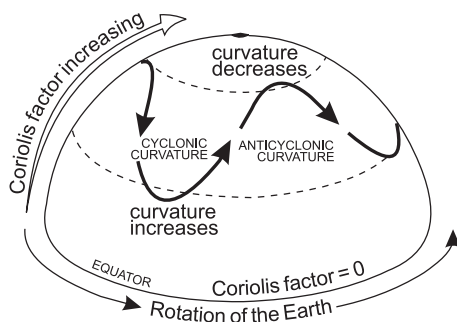 Coriolis factor increasing
curvature
decreases
CYCLONIC
CURVATURE
ANTICYCLONIC
CURVATURE
curvature
increases
EQUATOR
Coriolis factor = 0
Rotation of the Earth